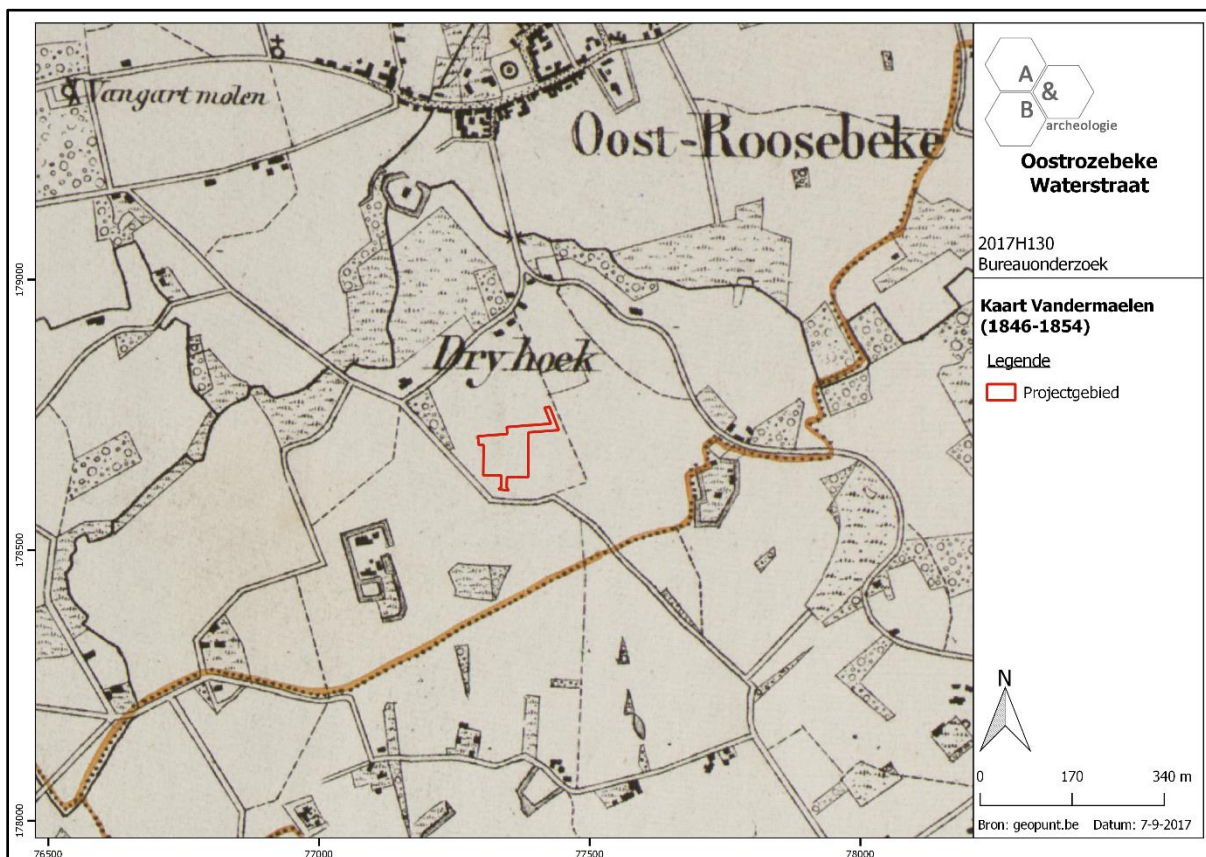 Vangart molen
Oost-Roosebeke
Dry hoek
179000
178500
178000
76500
77000
77500
78000
A
&
B
archeologie
Oostrozebeke
Waterstraat
2017H130
Bureauonderzoek
Kaart Vandermaelen
(1846-1854)
Legende
Projectgebied
N
0 170 340 m
Bron: geopunt.be Datum: 7-9-2017